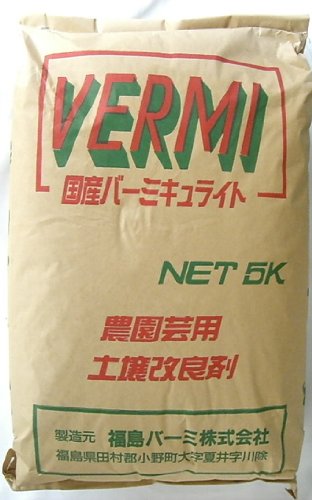 VERMI
国産バーミキュライト
NET 5K
農園芸用
土壌改良剤
製造元 福島バーミ株式会社
福島県田村郡小野町大字夏井字川除